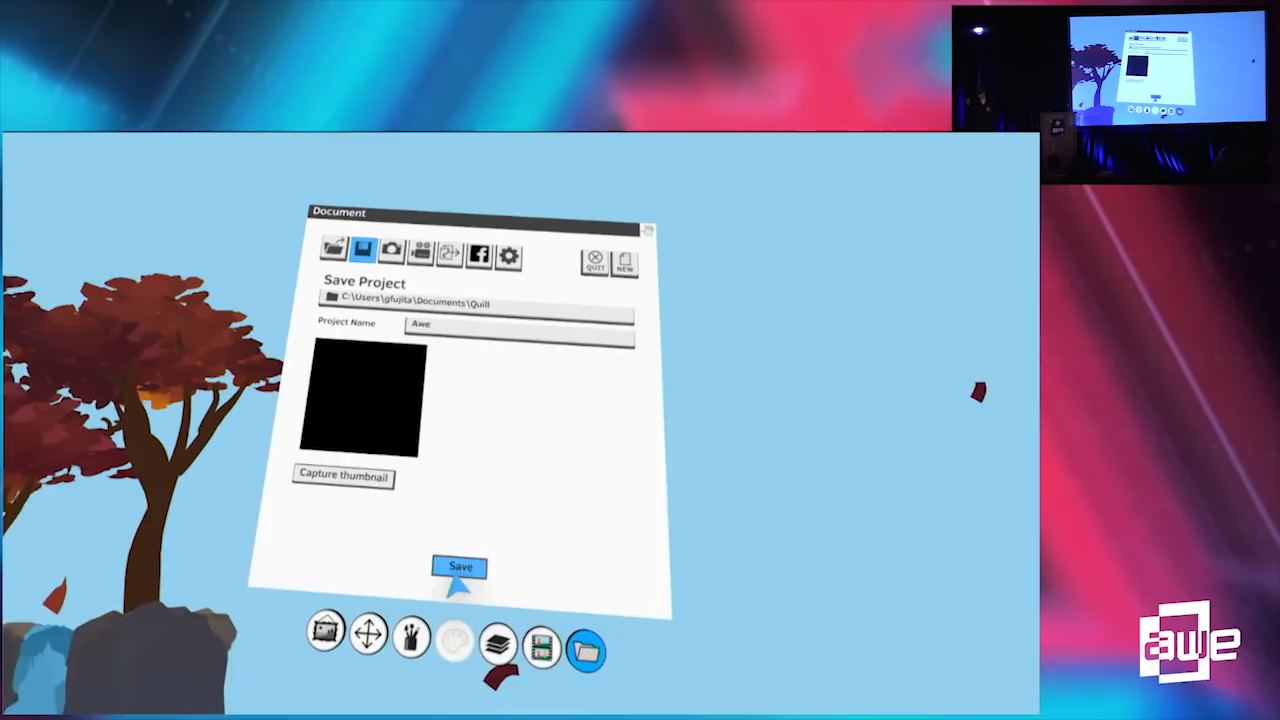 Document
QUIT
NEW
Save Project
C:\Users\gfujita\Documents\Quill
Project Name
Awe
Capture thumbnail
Save
awe